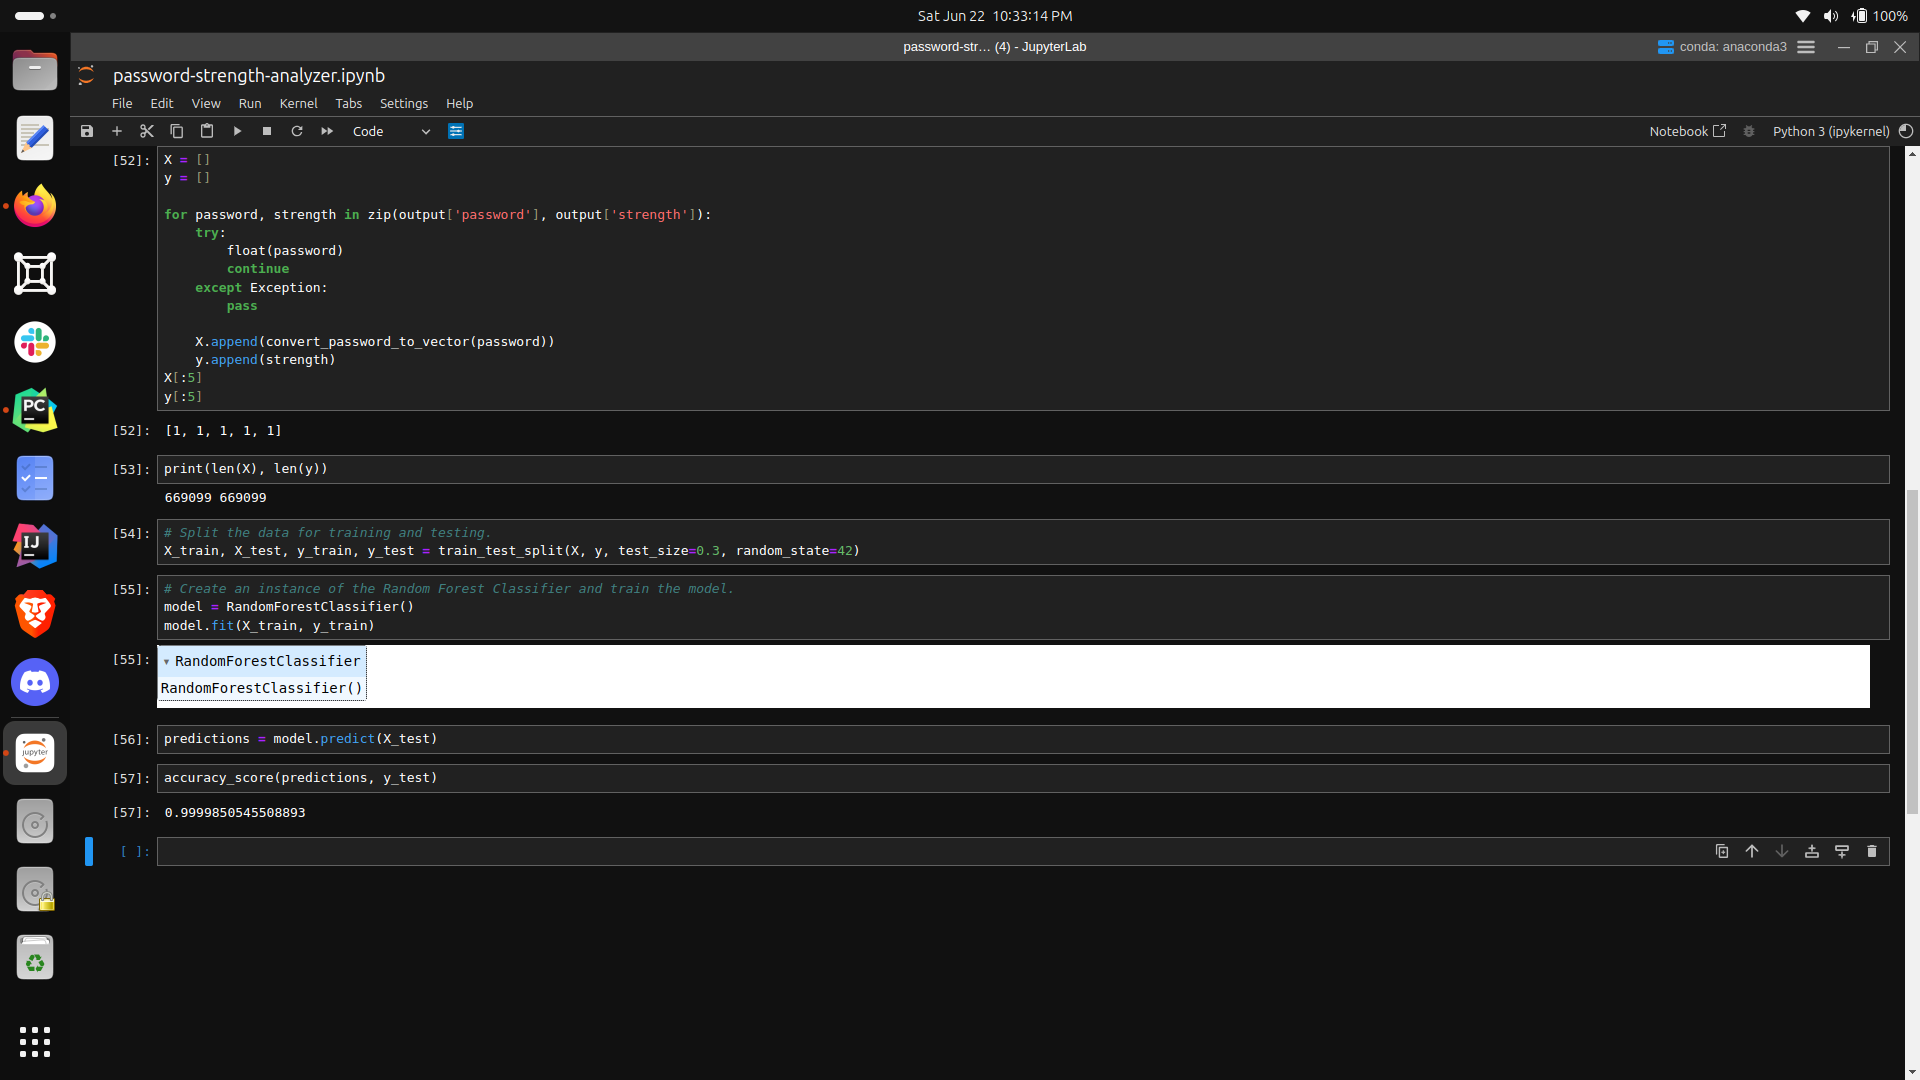 Sat Jun 22 10:33:14 PM
100%
password-str… (4) - JupyterLab
conda: anaconda3
password-strength-analyzer.ipynb
File Edit View Run Kernel Tabs Settings Help
Code
Notebook
Python 3 (ipykernel)
[52]:
X = []
y = []
for password, strength in zip(output['password'], output['strength']):
    try:
        float(password)
        continue
    except Exception:
        pass
    X.append(convert_password_to_vector(password))
    y.append(strength)
X[:5]
y[:5]
[52]: [1, 1, 1, 1, 1]
[53]: print(len(X), len(y))
669099 669099
[54]: # Split the data for training and testing.
X_train, X_test, y_train, y_test = train_test_split(X, y, test_size=0.3, random_state=42)
[55]: # Create an instance of the Random Forest Classifier and train the model.
model = RandomForestClassifier()
model.fit(X_train, y_train)
[55]: ▾ RandomForestClassifier
RandomForestClassifier()
[56]: predictions = model.predict(X_test)
[57]: accuracy_score(predictions, y_test)
[57]: 0.9999850545508893
[ ]:
PC
IJ
jupyter